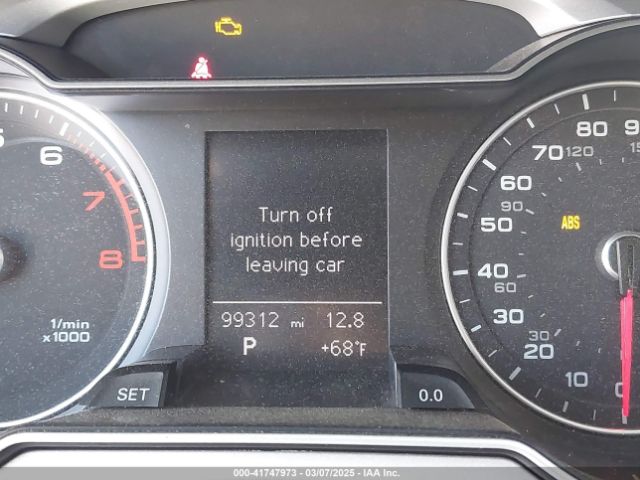 6
7
8
1/min
x1000
Turn off
ignition before
leaving car
99312 mi 12.8
P +68°F
SET
0.0
80
70 120
60
90
50
ABS
40
60
30
30
20
10
0
000-41747973 - 03/07/2025 - IAA Inc.